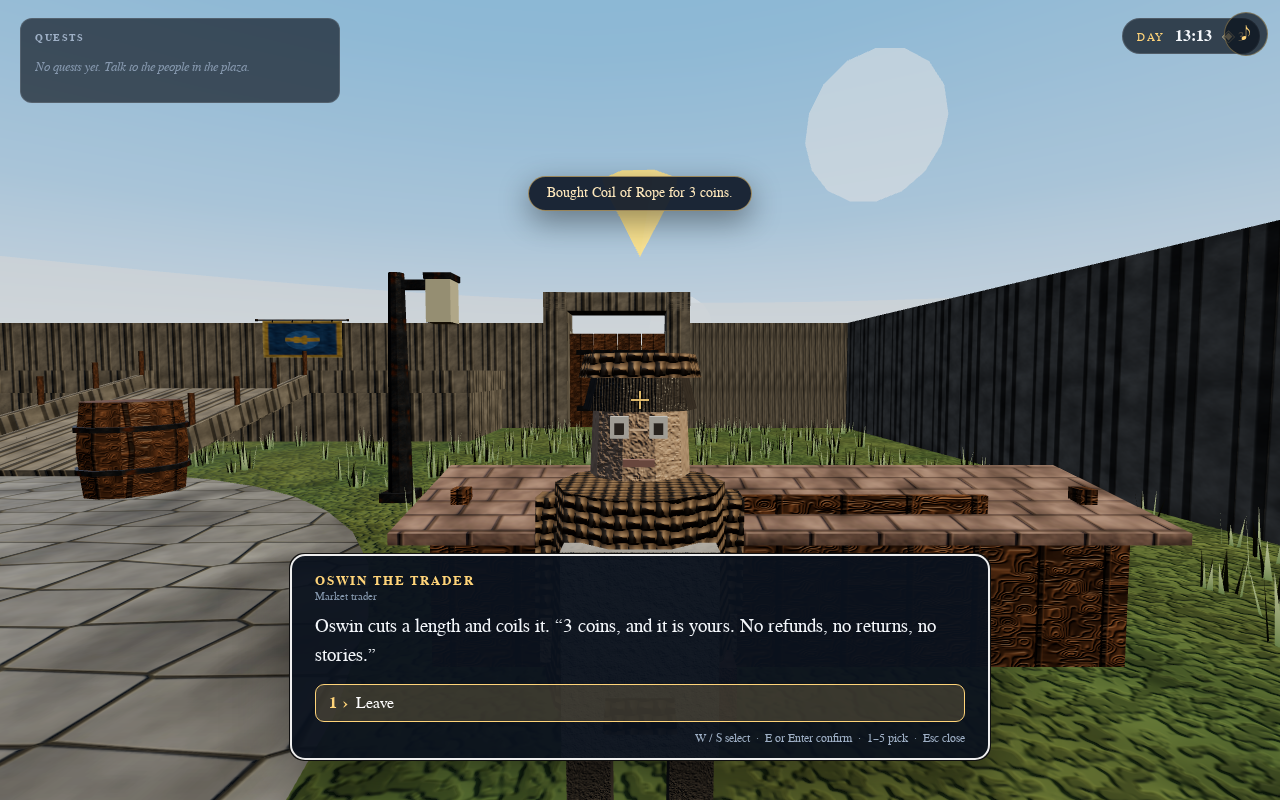 QUESTS
No quests yet. Talk to the people in the plaza.
DAY 13:13
Bought Coil of Rope for 3 coins.
OSWIN THE TRADER
Market trader
Oswin cuts a length and coils it. “3 coins, and it is yours. No refunds, no returns, no
stories.”
1 › Leave
W / S select · E or Enter confirm · 1–5 pick · Esc close